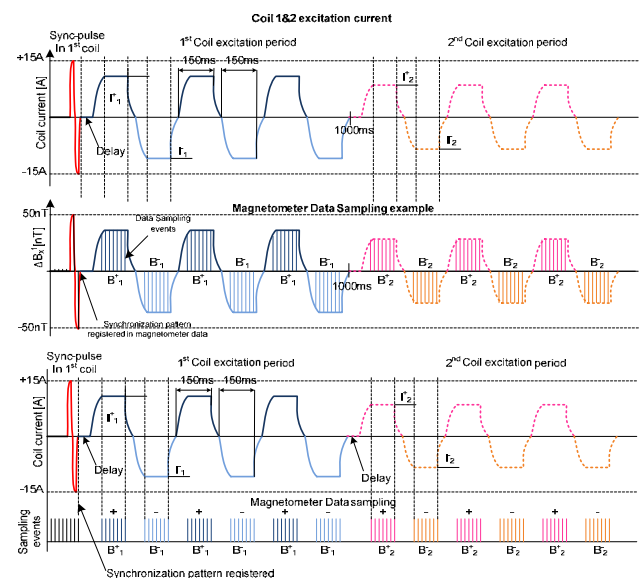 Coil 1&2 excitation current
Sync-pulse
In 1st coil
1st Coil excitation period
2nd Coil excitation period
+15A
150ms
150ms
I+1
I+2
Coil current [A]
1000ms
Delay
I-1
I-2
-15A
50nT
Magnetometer Data Sampling example
Data Sampling
events
ΔBx[nT]
B-1
B-1
B-1
B-2
B-2
B-2
B+1
B+1
B+1
1000ms
B+2
B+2
B+2
-50nT
Synchronization pattern
registered in magnetometer data
Sync-pulse
In 1st coil
1st Coil excitation period
2nd Coil excitation period
+15A
150ms
150ms
I+1
I+2
Coil current [A]
Delay
I-1
Delay
I-2
-15A
Magnetometer Data sampling
+ - + - + - + - + - + -
Sampling
events
B+1 B-1 B+1 B-1 B+1 B-1 B+2 B-2 B+2 B-2 B+2 B-2
Synchronization pattern registered